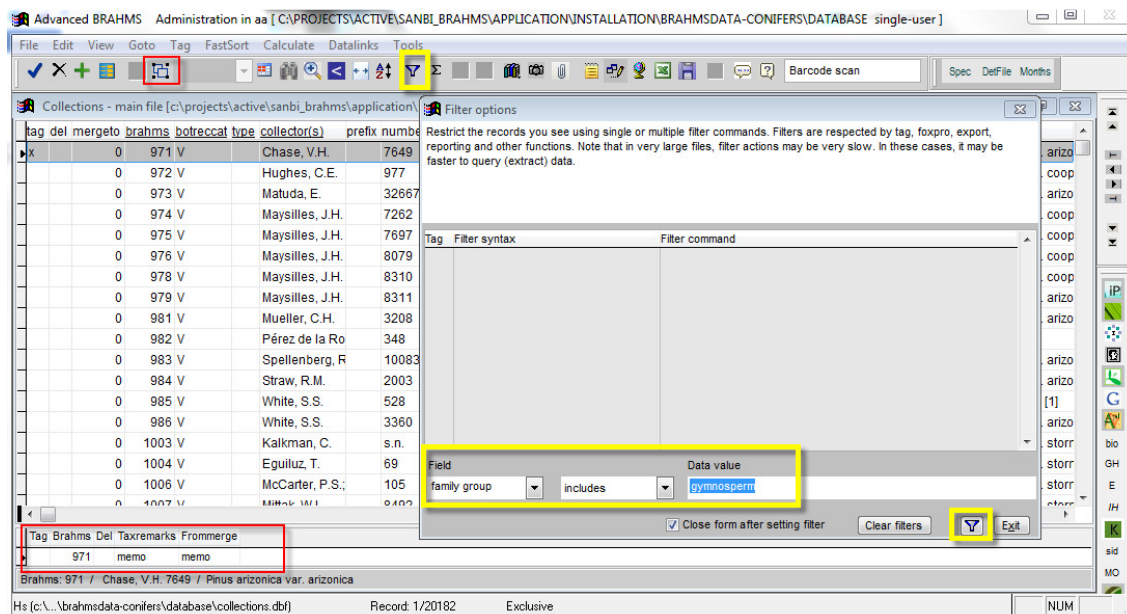 Advanced BRAHMS Administration in aa [ C:\PROJECTS\ACTIVE\SANBI_BRAHMS\APPLICATION\INSTALLATION\BRAHMSDATA-CONIFERS\DATABASE single-user ]
File Edit View Goto Tag FastSort Calculate Datalinks Tools
Barcode scan Spec DetFile Months
Collections - main file [c:\projects\active\sanbi_brahms\application\
tag del mergeto brahms botreccat type collector(s) prefix numbe
x 0 971 V Chase, V.H. 7649 arizo
0 972 V Hughes, C.E. 977 coop
0 973 V Matuda, E. 32667 arizo
0 974 V Maysilles, J.H. 7262 coop
0 975 V Maysilles, J.H. 7697 coop
0 976 V Maysilles, J.H. 8079 coop
0 978 V Maysilles, J.H. 8310 coop
0 979 V Maysilles, J.H. 8311 arizo
0 981 V Mueller, C.H. 3208 arizo
0 982 V Pérez de la Ro 348
0 983 V Spellenberg, R 10083 arizo
0 984 V Straw, R.M. 2003 arizo
0 985 V White, S.S. 528 [1]
0 986 V White, S.S. 3360 arizo
0 1003 V Kalkman, C. s.n. storr
0 1004 V Eguiluz, T. 69 storr
0 1006 V McCarter, P.S.; 105 storr
0 1007 V
Filter options
Restrict the records you see using single or multiple filter commands. Filters are respected by tag, foxpro, export,
reporting and other functions. Note that in very large files, filter actions may be very slow. In these cases, it may be
faster to query (extract) data.
Tag Filter syntax Filter command
Field Data value
family group includes gymnosperm
Close form after setting filter Clear filters Exit
iP
G
bio
GH
E
IH
K
sid
MO
Tag Brahms Del Taxremarks Frommerge
971 memo memo
Brahms: 971 / Chase, V.H. 7649 / Pinus arizonica var. arizonica
Hs (c:\...\brahmsdata-conifers\database\collections.dbf) Record: 1/20182 Exclusive NUM